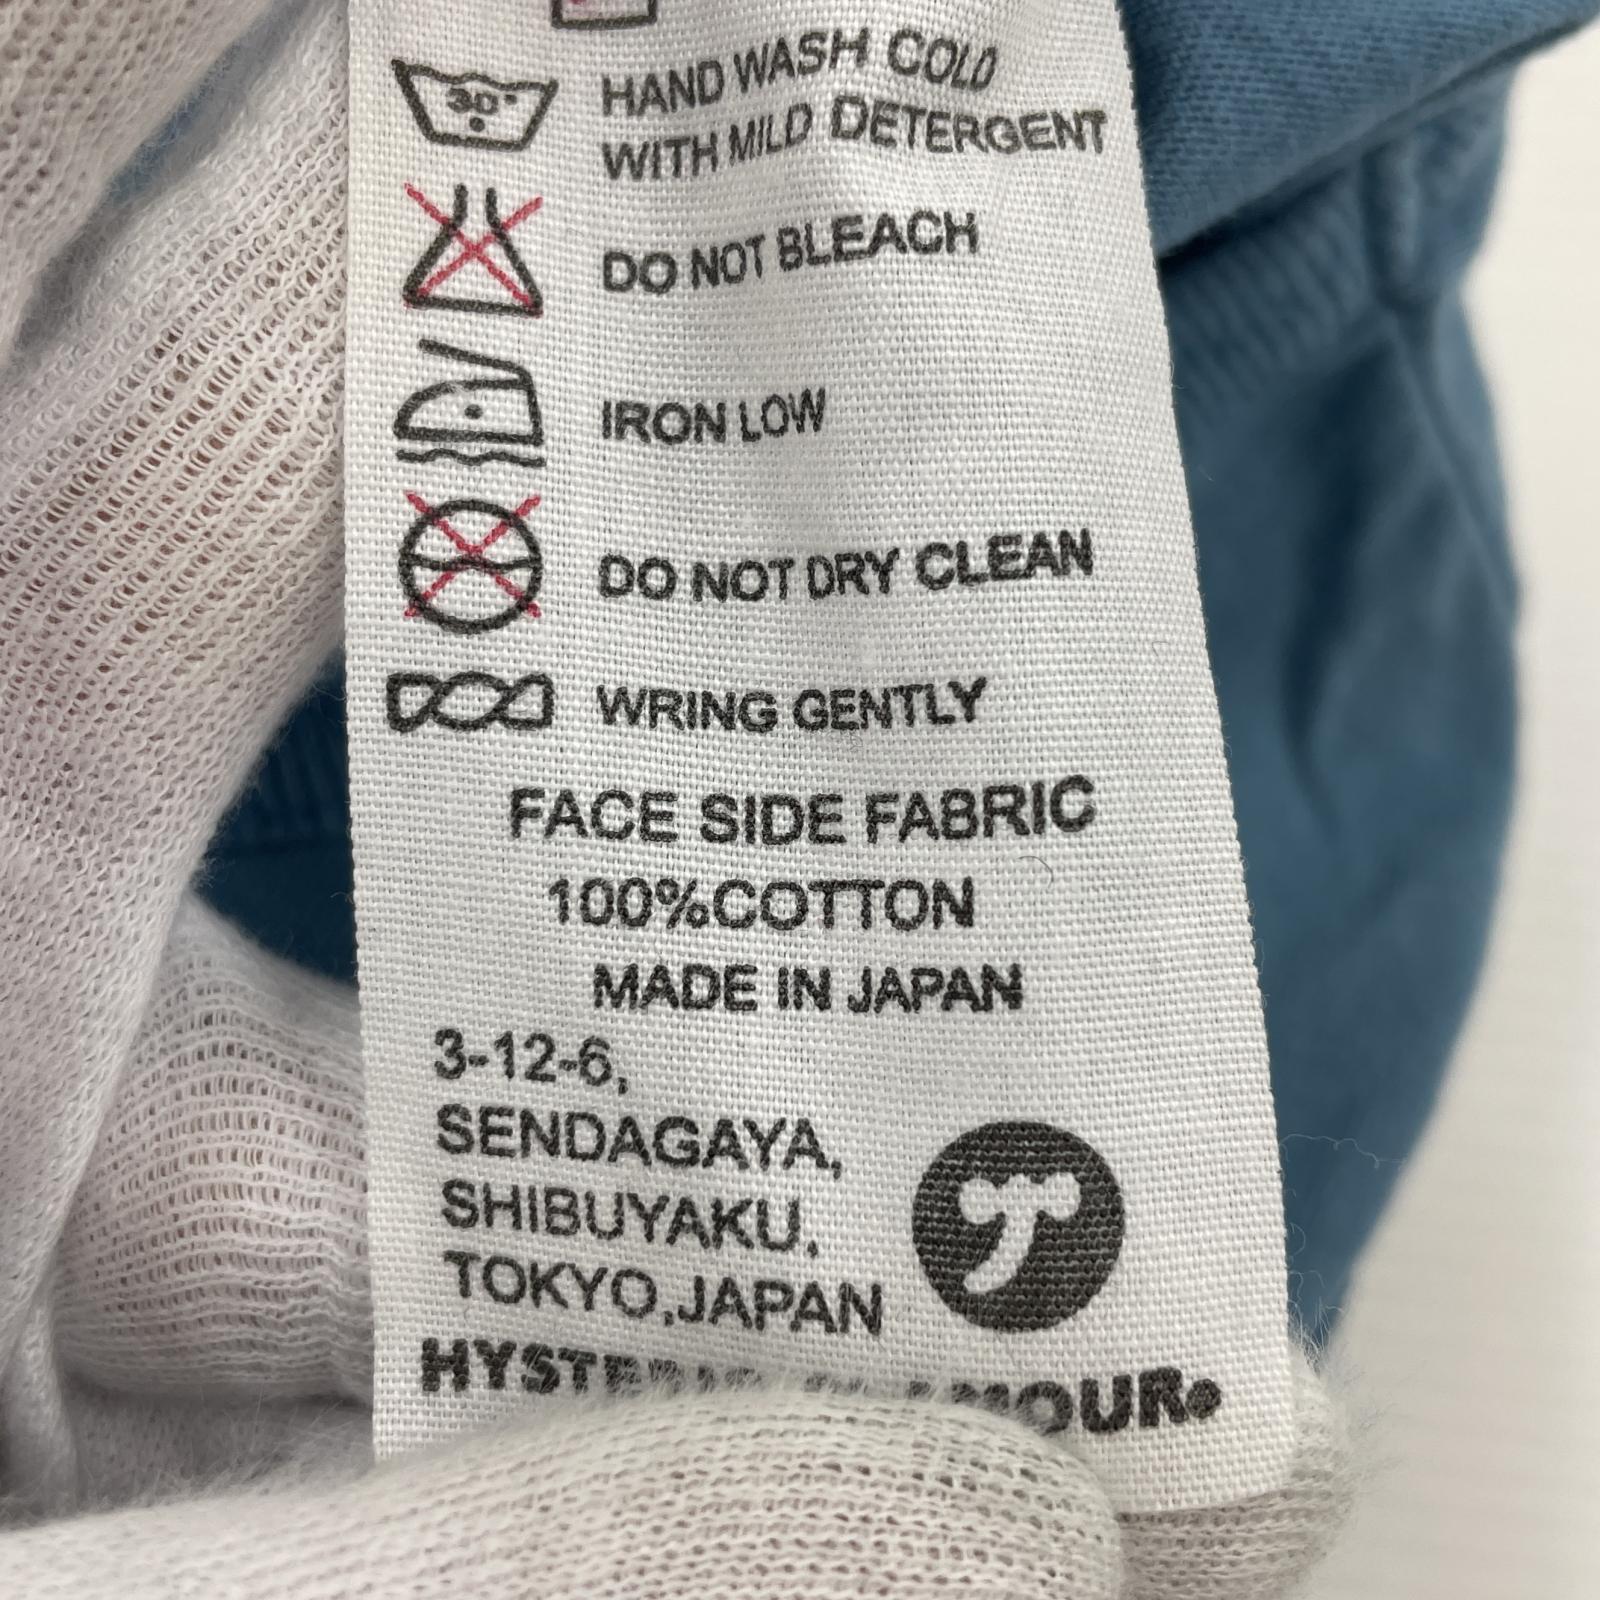 30°
HAND WASH COLD
WITH MILD DETERGENT
DO NOT BLEACH
IRON LOW
DO NOT DRY CLEAN
WRING GENTLY
FACE SIDE FABRIC
100%COTTON
MADE IN JAPAN
3-12-6,
SENDAGAYA,
SHIBUYAKU,
TOKYO,JAPAN